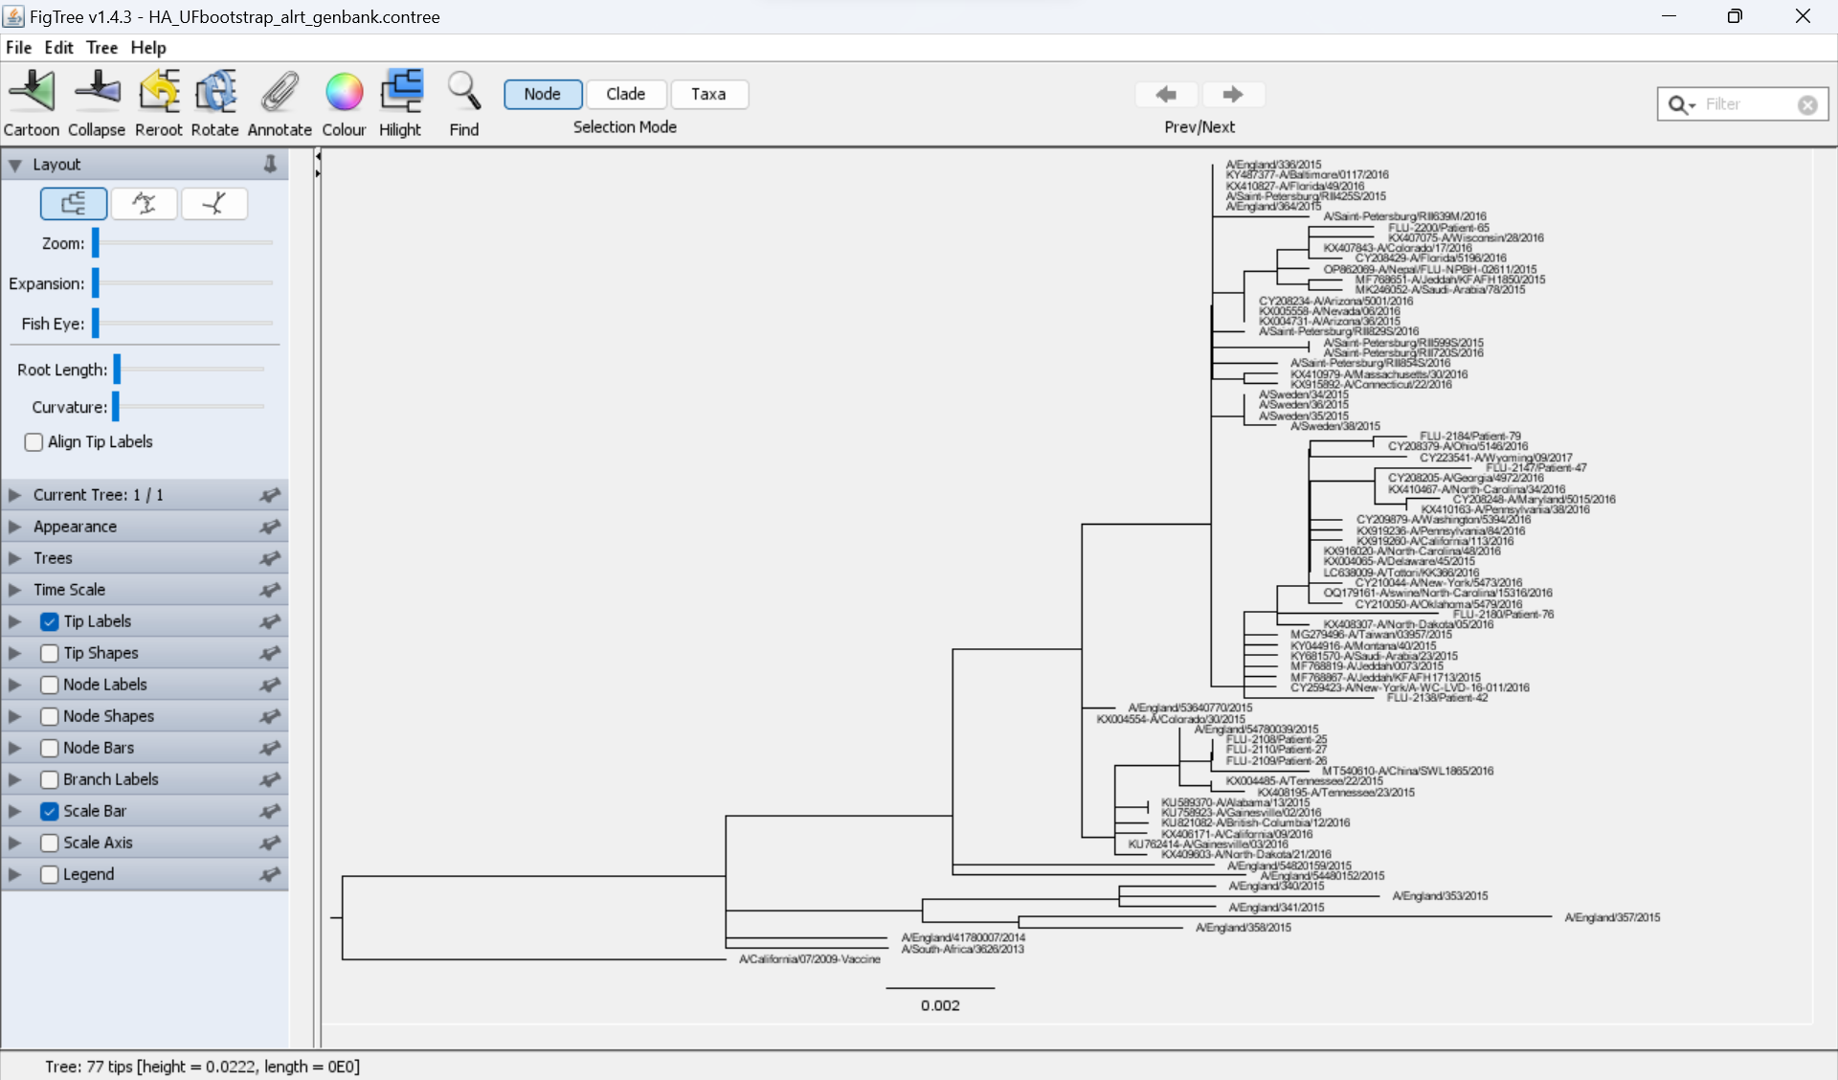 FigTree v1.4.3 - HA_UFbootstrap_alrt_genbank.contree
File Edit Tree Help
Cartoon Collapse Reroot Rotate Annotate Colour Hilight Find
Node Clade Taxa
Selection Mode
Prev/Next
Filter
Layout
Zoom:
Expansion:
Fish Eye:
Root Length:
Curvature:
Align Tip Labels
Current Tree: 1 / 1
Appearance
Trees
Time Scale
Tip Labels
Tip Shapes
Node Labels
Node Shapes
Node Bars
Branch Labels
Scale Bar
Scale Axis
Legend
A/England/336/2015
KY487377-A/Baltimore/0117/2016
KX410827-A/Florida/49/2016
A/Saint-Petersburg/RII425S/2015
A/England/364/2015
A/Saint-Petersburg/RII639M/2016
FLU-2200/Patient-65
KX407075-A/Wisconsin/28/2016
KX407843-A/Colorado/17/2016
CY208429-A/Florida/5196/2016
OP862069-A/Nepal/FLU-NPBH-02611/2015
MF768651-A/Jeddah/KFAFH1850/2015
MK246052-A/Saudi-Arabia/78/2015
CY208234-A/Arizona/5001/2016
KX005558-A/Nevada/06/2016
KX004731-A/Arizona/36/2015
A/Saint-Petersburg/RII829S/2016
A/Saint-Petersburg/RII599S/2015
A/Saint-Petersburg/RII720S/2016
A/Saint-Petersburg/RII854S/2016
KX410979-A/Massachusetts/30/2016
KX915892-A/Connecticut/22/2016
A/Sweden/34/2015
A/Sweden/36/2015
A/Sweden/35/2015
A/Sweden/38/2015
FLU-2184/Patient-79
CY208379-A/Ohio/5146/2016
CY223541-A/Wyoming/09/2017
FLU-2147/Patient-47
CY208205-A/Georgia/4972/2016
KX410467-A/North-Carolina/34/2016
CY208248-A/Maryland/5015/2016
KX410163-A/Pennsylvania/38/2016
CY209879-A/Washington/5394/2016
KX919236-A/Pennsylvania/84/2016
KX919260-A/California/113/2016
KX916020-A/North-Carolina/48/2016
KX004065-A/Delaware/45/2015
LC638009-A/Tottori/KK366/2016
CY210044-A/New-York/5473/2016
OQ179161-A/swine/North-Carolina/15316/2016
CY210050-A/Oklahoma/5479/2016
FLU-2180/Patient-76
KX408307-A/North-Dakota/05/2016
MG279496-A/Taiwan/03957/2015
KY044916-A/Montana/40/2015
KY681570-A/Saudi-Arabia/23/2015
MF768819-A/Jeddah/0073/2015
MF768867-A/Jeddah/KFAFH1713/2015
CY259423-A/New-York/A-WC-LVD-16-011/2016
FLU-2138/Patient-42
A/England/53640770/2015
KX004554-A/Colorado/30/2015
A/England/54780039/2015
FLU-2108/Patient-25
FLU-2110/Patient-27
FLU-2109/Patient-26
MT540610-A/China/SWL1865/2016
KX004485-A/Tennessee/22/2015
KX408195-A/Tennessee/23/2015
KU589370-A/Alabama/13/2015
KU758923-A/Gainesville/02/2016
KU821082-A/British-Columbia/12/2016
KX406171-A/California/09/2016
KU762414-A/Gainesville/03/2016
KX409603-A/North-Dakota/21/2016
A/England/54820159/2015
A/England/54480152/2015
A/England/340/2015
A/England/353/2015
A/England/341/2015
A/England/357/2015
A/England/358/2015
A/England/41780007/2014
A/South-Africa/3626/2013
A/California/07/2009-Vaccine
0.002
Tree: 77 tips [height = 0.0222, length = 0E0]